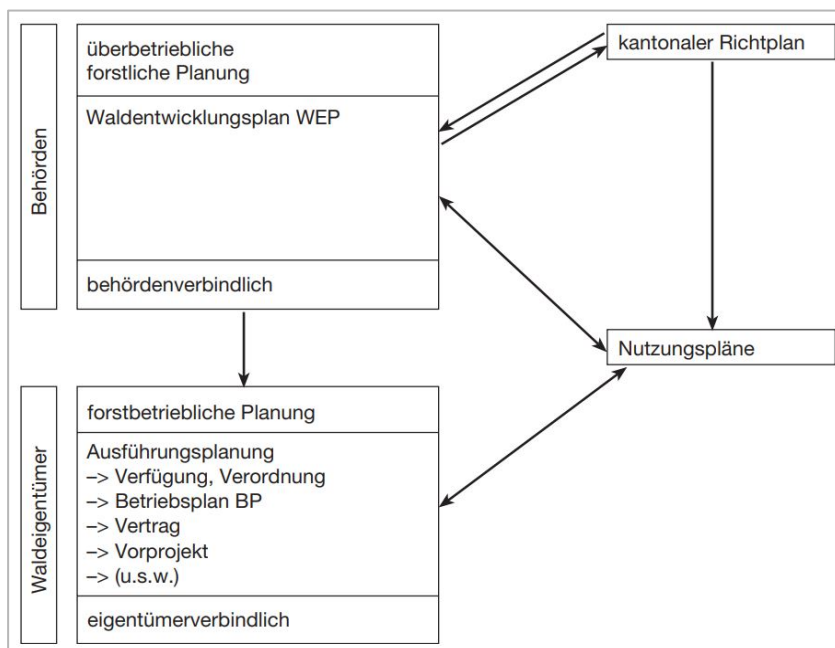 Behörden
überbetriebliche
forstliche Planung
Waldentwicklungsplan WEP
behördenverbindlich
kantonaler Richtplan
Nutzungspläne
Waldeigentümer
forstbetriebliche Planung
Ausführungsplanung
–> Verfügung, Verordnung
–> Betriebsplan BP
–> Vertrag
–> Vorprojekt
–> (u.s.w.)
eigentümerverbindlich